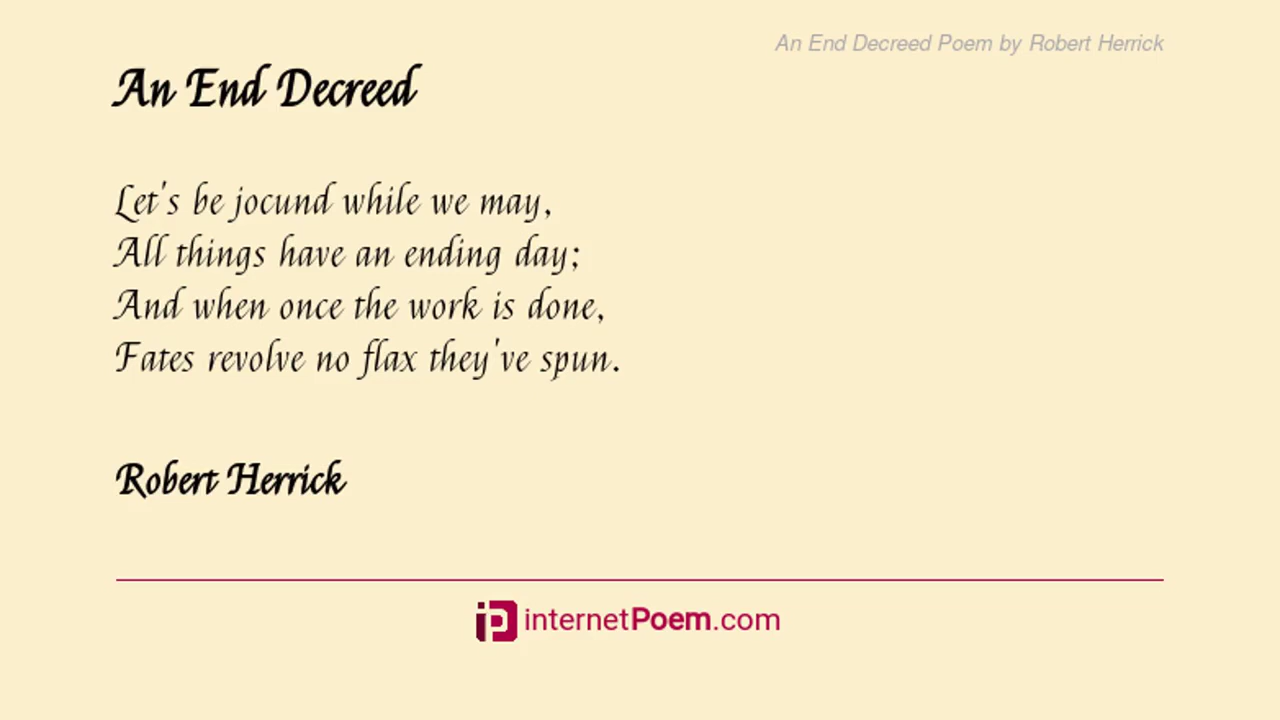 An End Decreed Poem by Robert Herrick
An End Decreed
Let's be jocund while we may,
All things have an ending day;
And when once the work is done,
Fates revolve no flax they've spun.
Robert Herrick
iP internetPoem.com